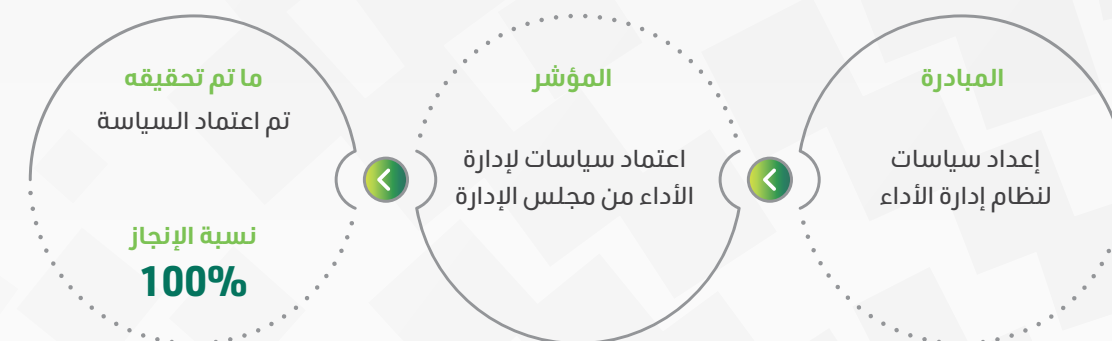 المبادرة
إعداد سياسات
لنظام إدارة الأداء
المؤشر
اعتماد سياسات لإدارة
الأداء من مجلس الإدارة
ما تم تحقيقه
تم اعتماد السياسة
نسبة الإنجاز
100%